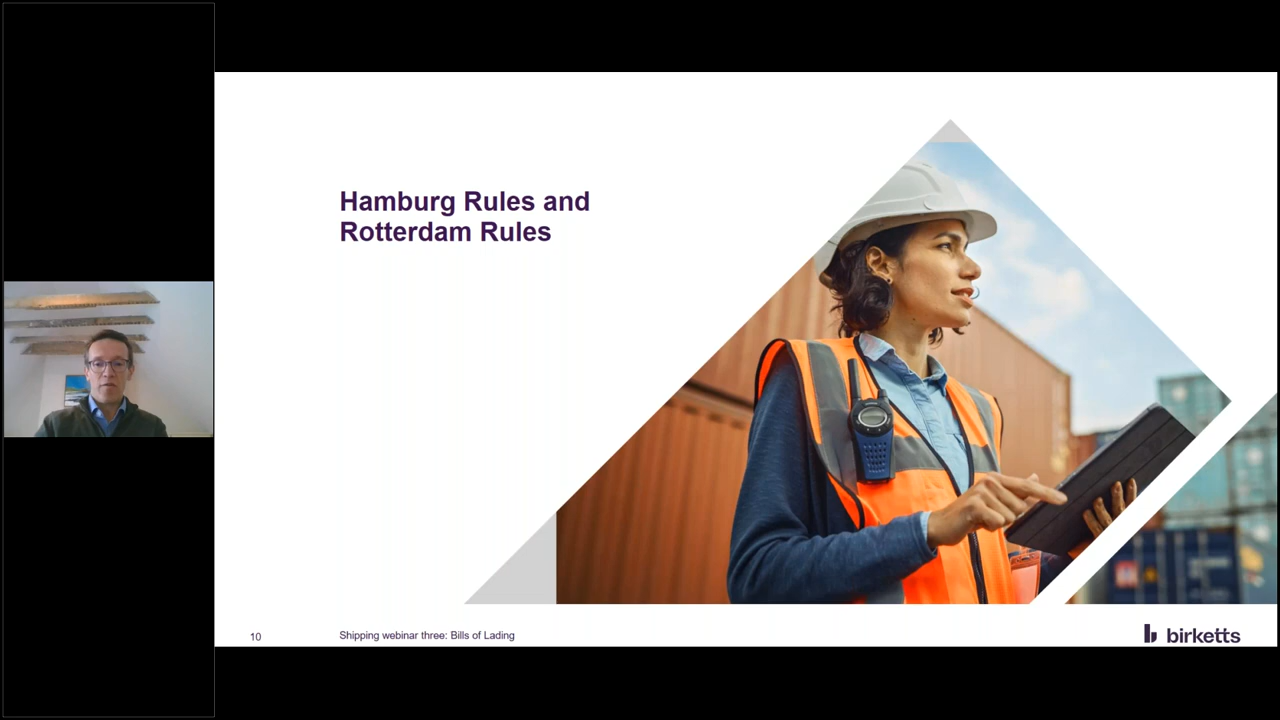 Hamburg Rules and
Rotterdam Rules
10
Shipping webinar three: Bills of Lading
birketts